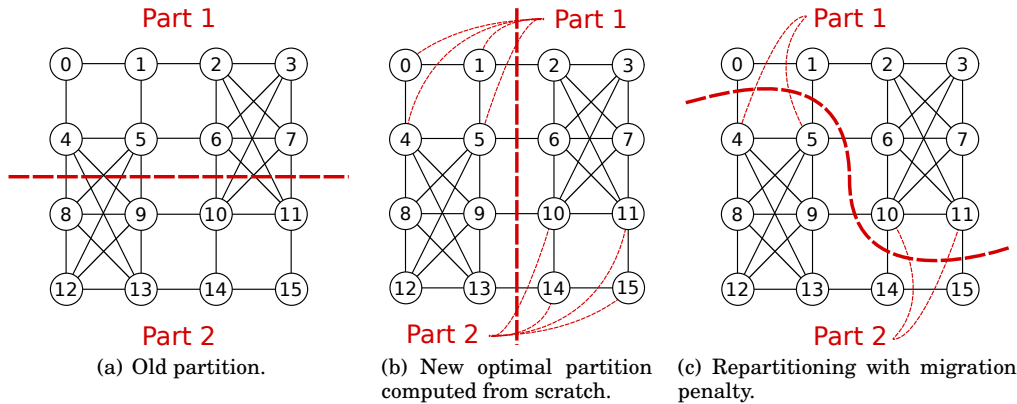 Part 1
Part 1
Part 1
0 1 2 3
0 1 2 3
0 1 2 3
4 5 6 7
4 5 6 7
4 5 6 7
8 9 10 11
8 9 10 11
8 9 10 11
12 13 14 15
12 13 14 15
12 13 14 15
Part 2
Part 2
Part 2
(a) Old partition.
(b) New optimal partition
computed from scratch.
(c) Repartitioning with migration
penalty.